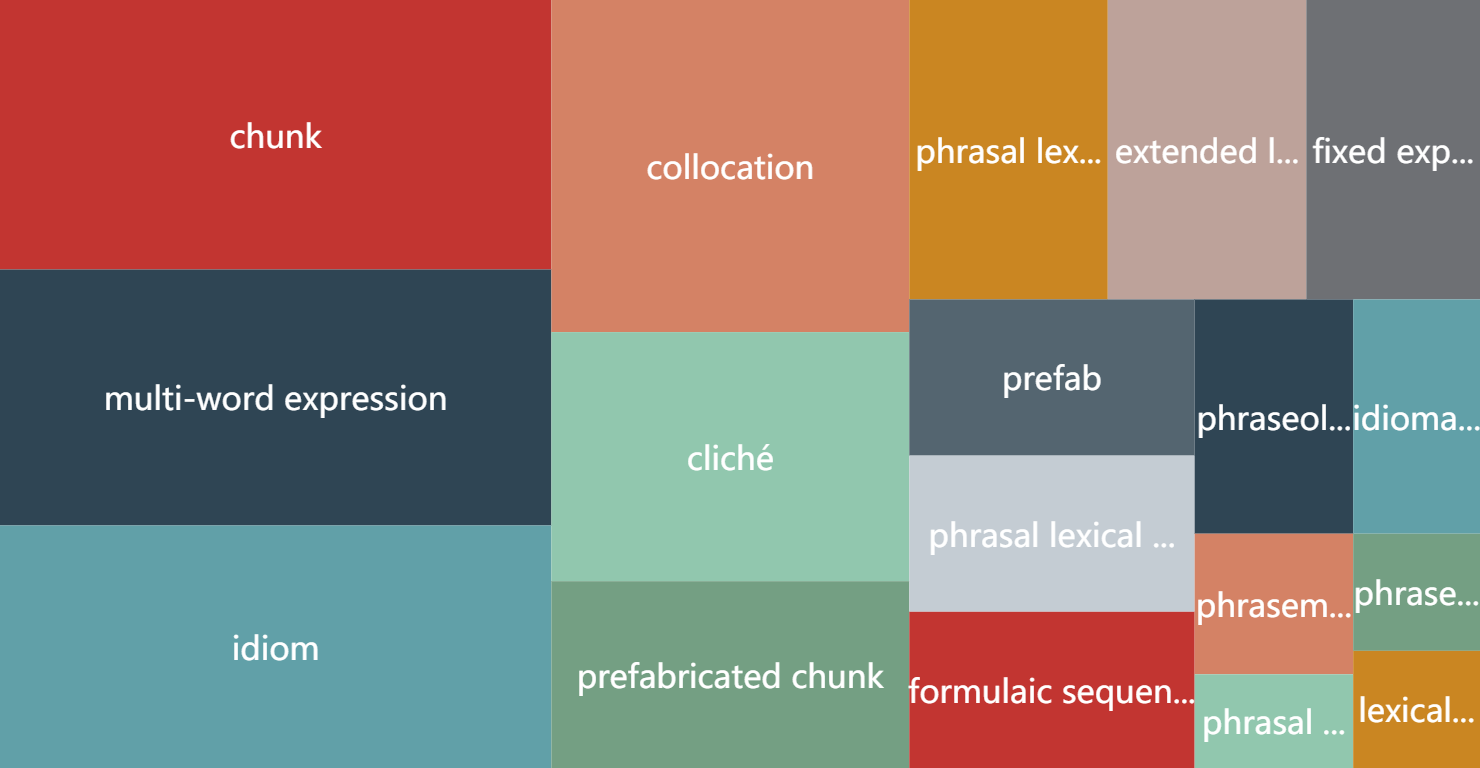 chunk
multi-word expression
idiom
collocation
cliché
prefabricated chunk
phrasal lex...
extended l...
fixed exp...
prefab
phrasal lexical ...
formulaic sequen...
phraseol...
idioma...
phrasem...
phrase...
phrasal ...
lexical...